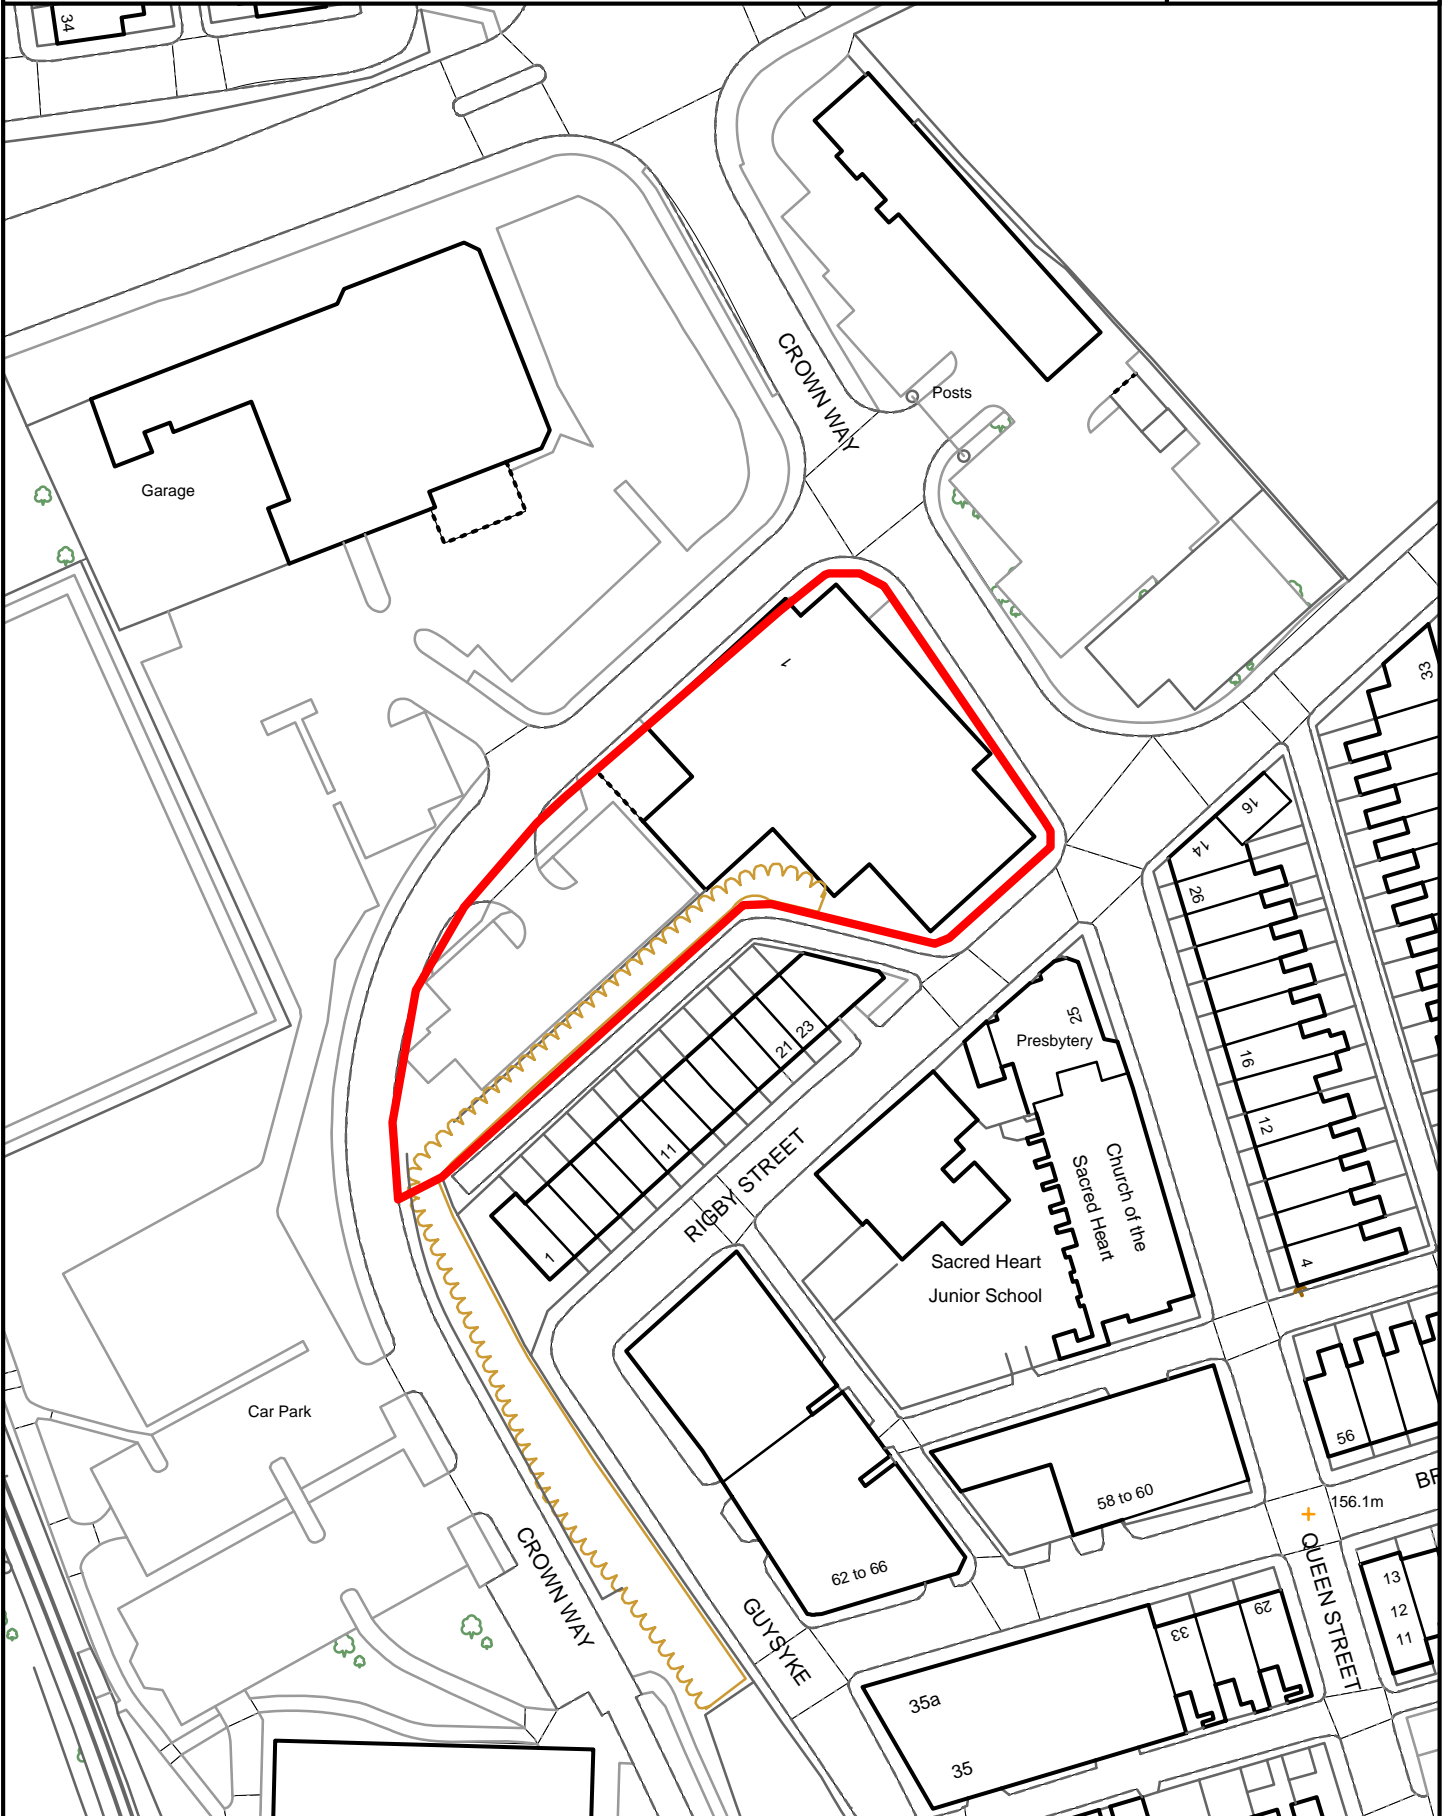 34
CROWN WAY
Posts
Garage
1
33
16
14
26
25
Presbytery
21
23
16
11
12
RIGBY STREET
Church of the
Sacred Heart
1
Sacred Heart
Junior School
4
Car Park
56
BR
58 to 60
156.1m
CROWN WAY
62 to 66
QUEEN STREET
13
12
11
GUYSYKE
29
33
35a
35